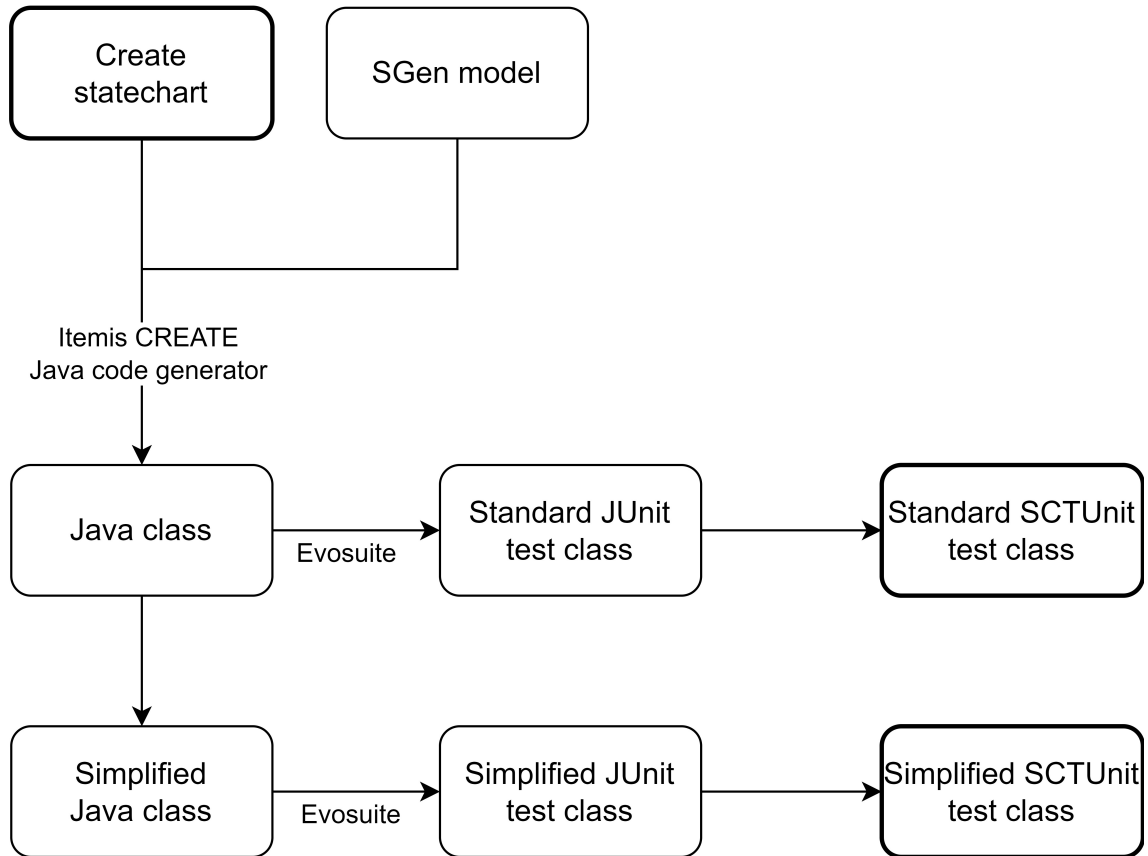 Create
statechart
SGen model
Itemis CREATE
Java code generator
Java class
Evosuite
Standard JUnit
test class
Standard SCTUnit
test class
Simplified
Java class
Evosuite
Simplified JUnit
test class
Simplified SCTUnit
test class